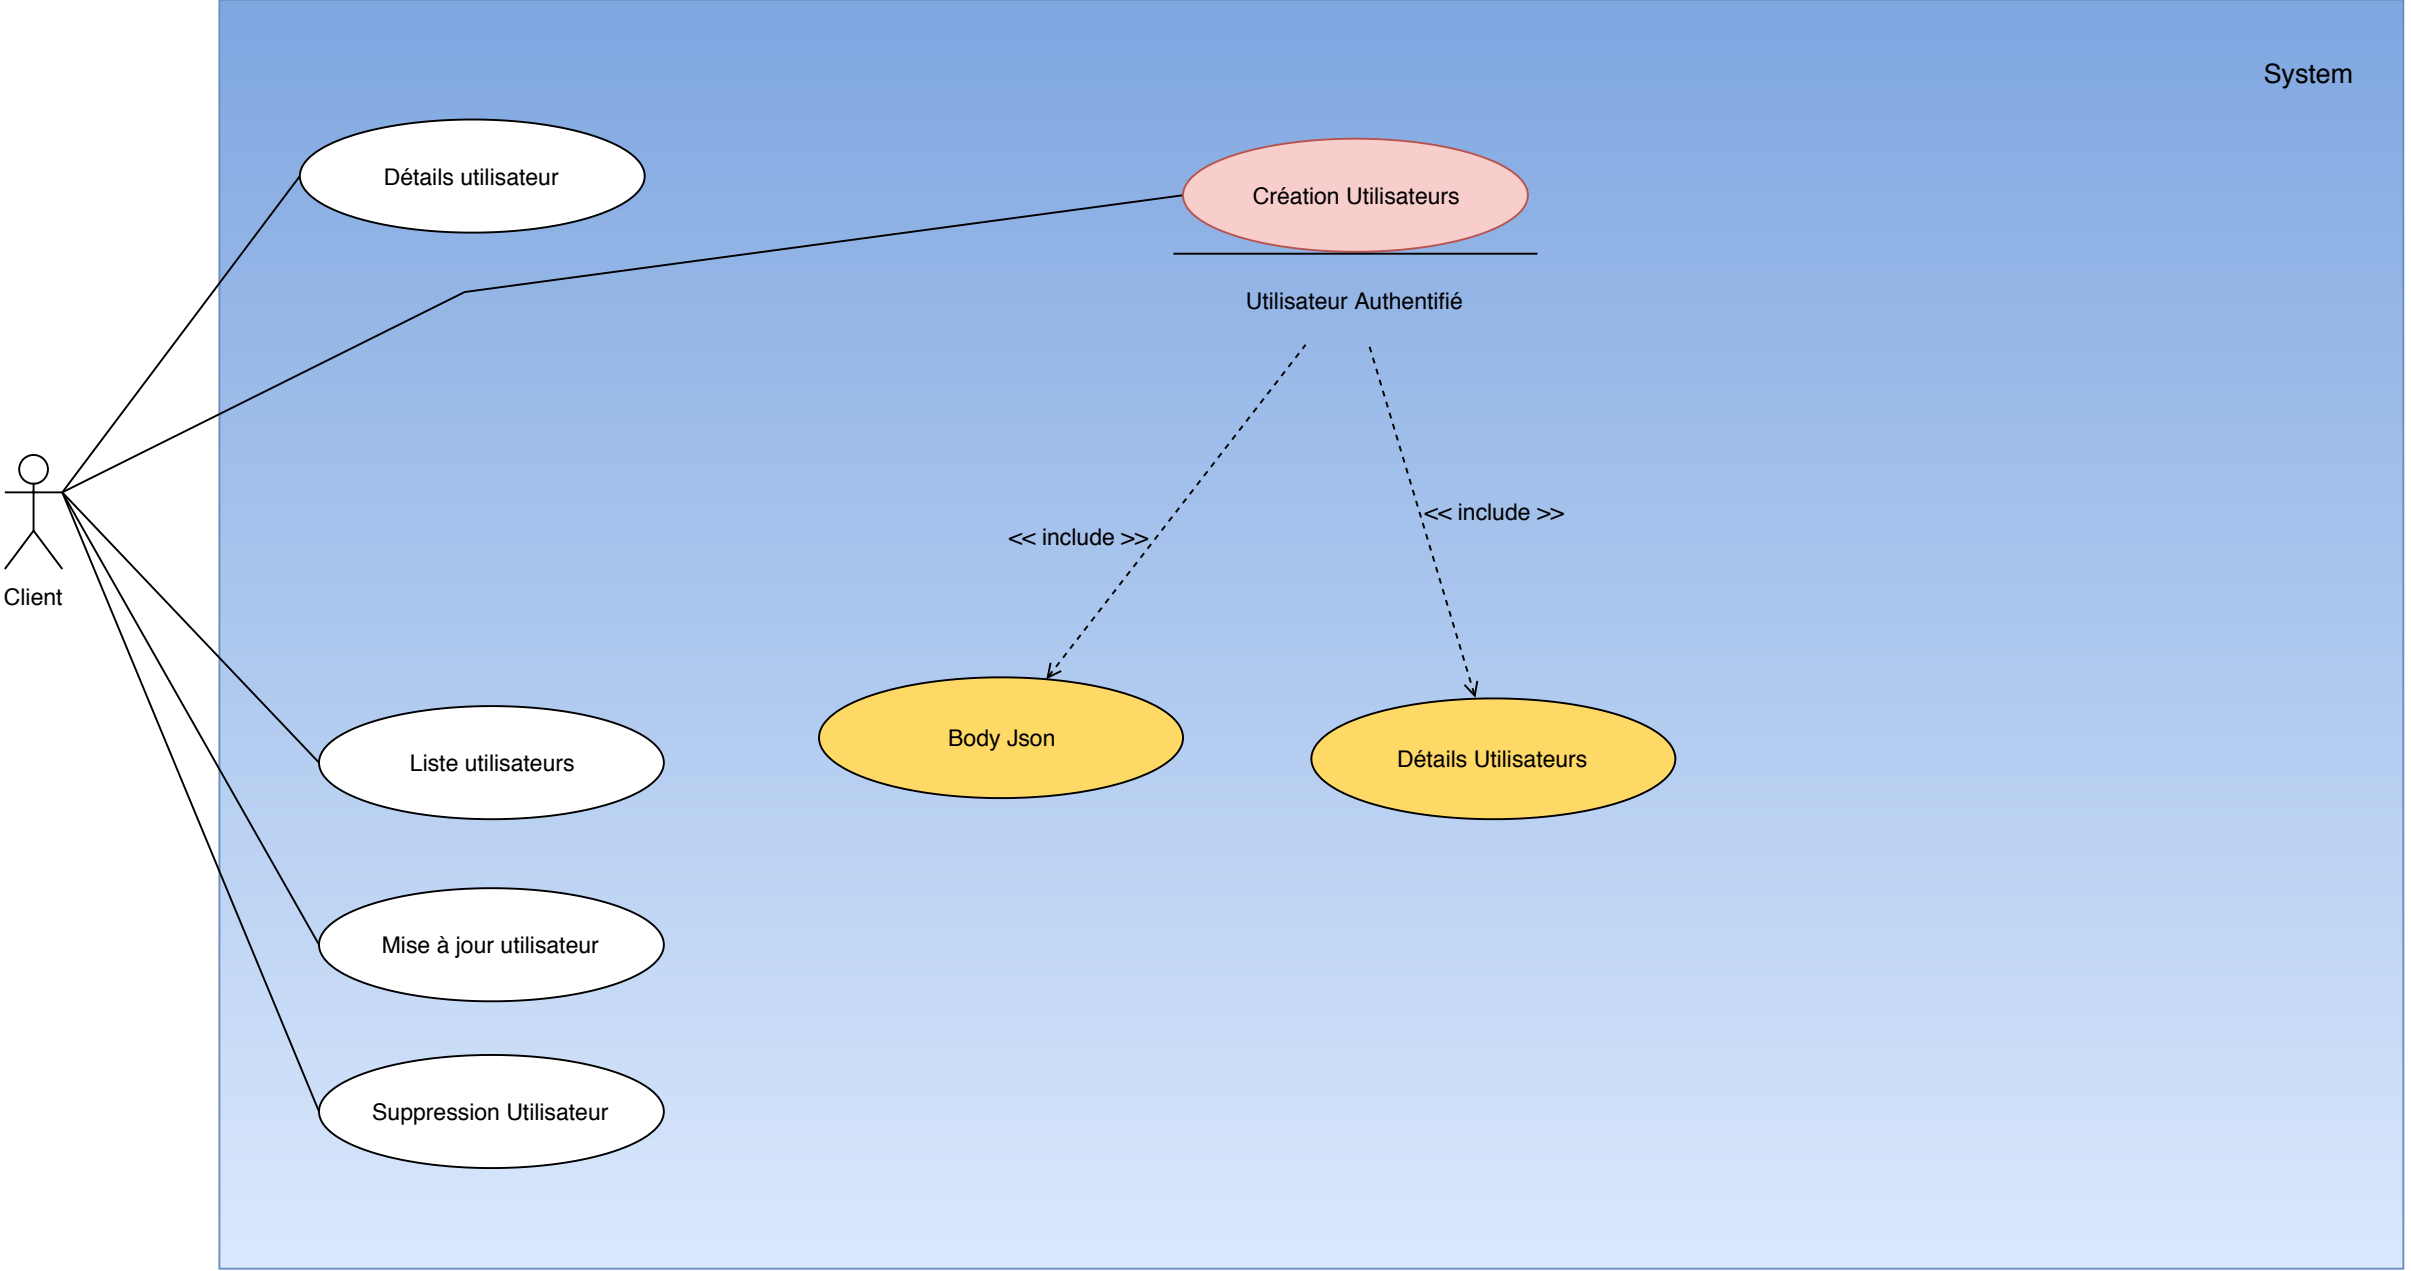 System
Détails utilisateur
Création Utilisateurs
Utilisateur Authentifié
<< include >>
<< include >>
Client
Body Json
Détails Utilisateurs
Liste utilisateurs
Mise à jour utilisateur
Suppression Utilisateur